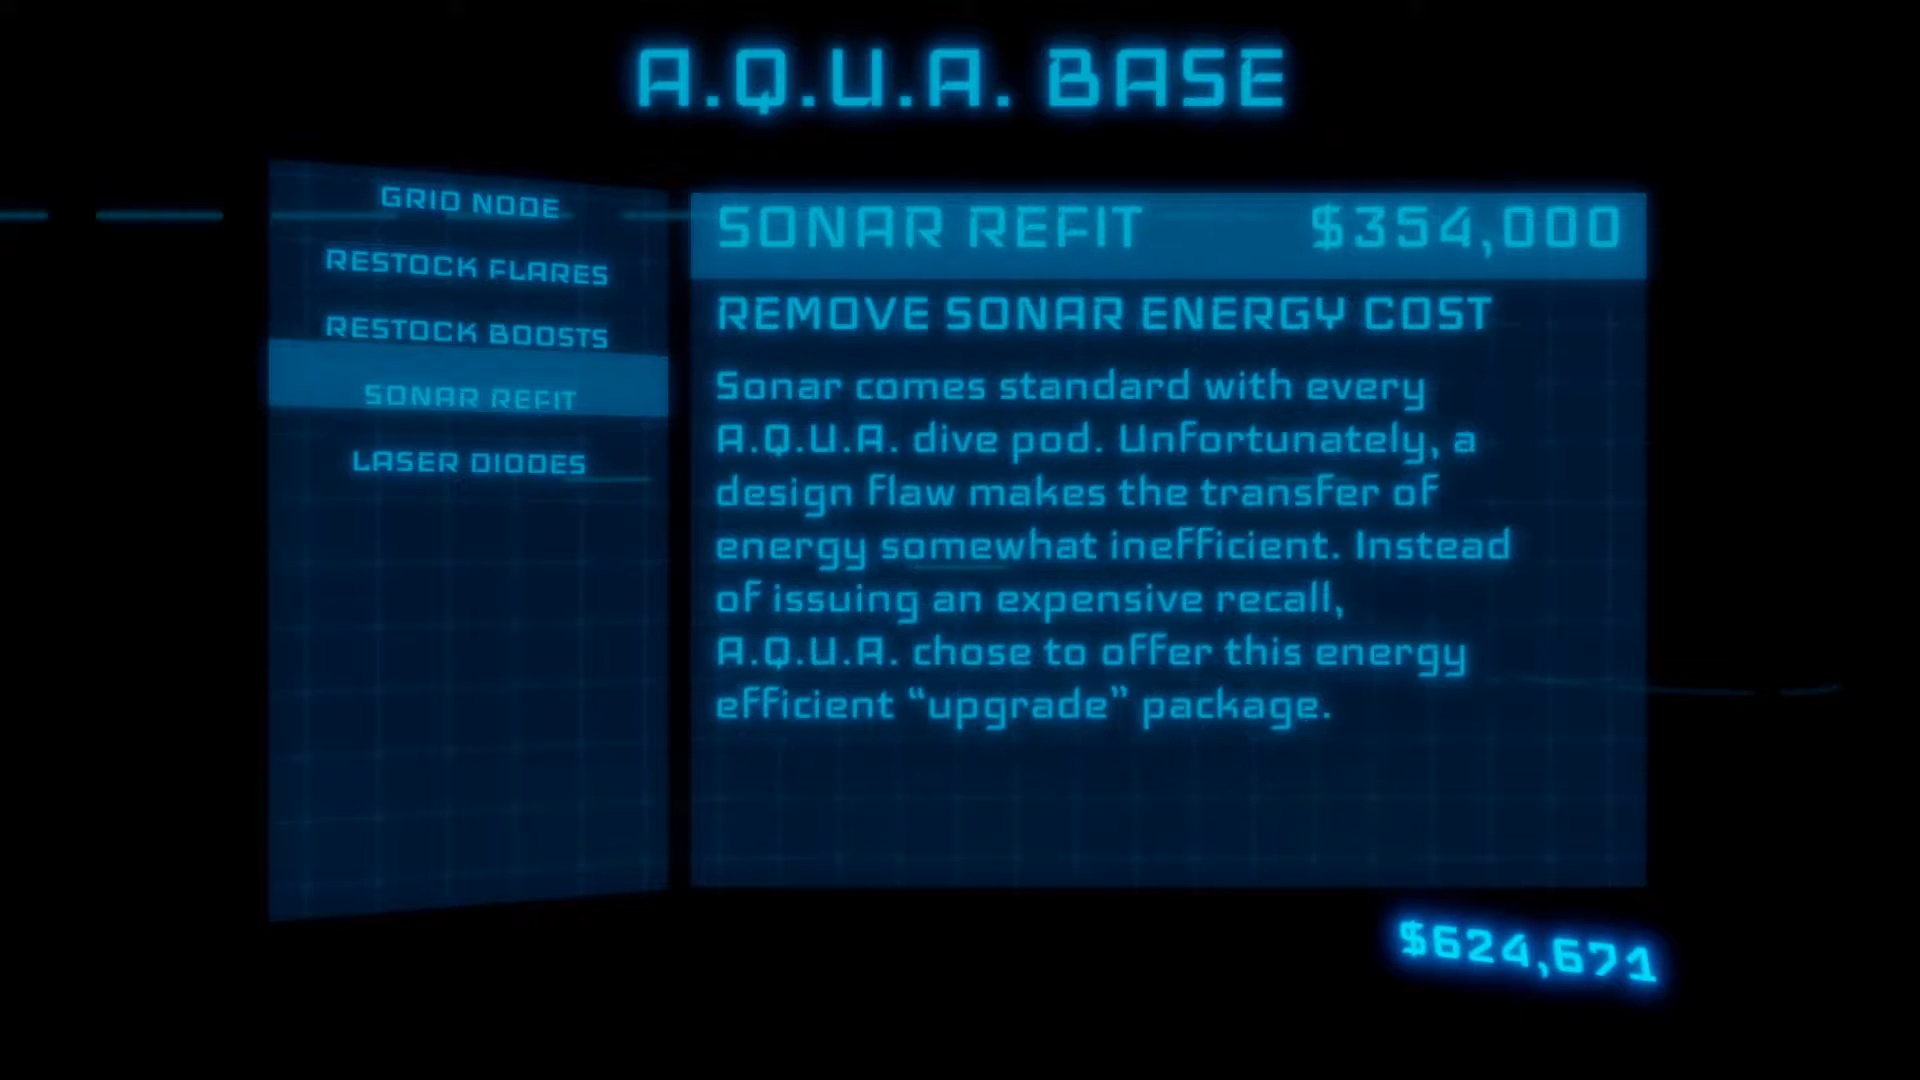 A.Q.U.A. BASE
GRID NODE
RESTOCK FLARES
RESTOCK BOOSTS
SONAR REFIT
LASER DIODES
SONAR REFIT $354,000
REMOVE SONAR ENERGY COST
Sonar comes standard with every
A.Q.U.A. dive pod. Unfortunately, a
design flaw makes the transfer of
energy somewhat inefficient. Instead
of issuing an expensive recall,
A.Q.U.A. chose to offer this energy
efficient “upgrade” package.
$624,671